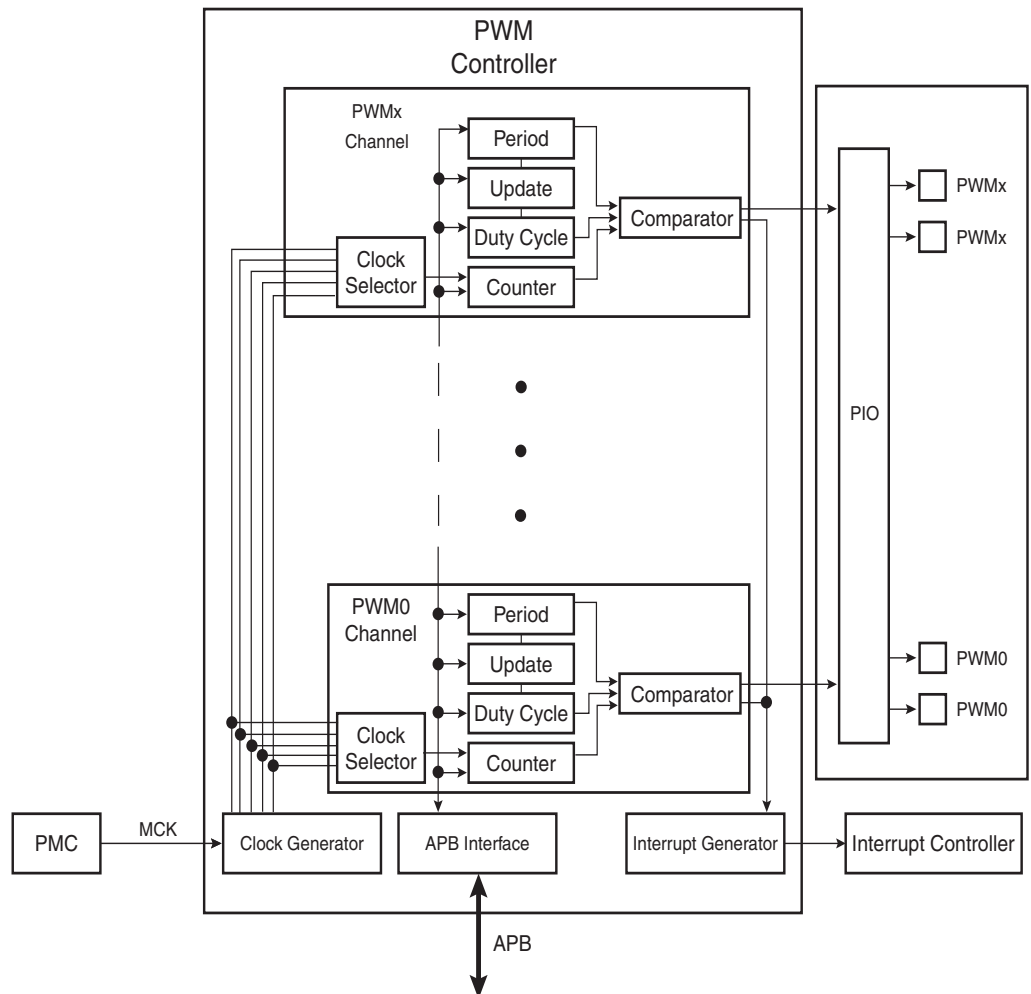 PWM
Controller
PWMx
Channel
Period
Update
Duty Cycle
Counter
Comparator
Clock
Selector
PWMx
PWMx
PIO
PWM0
Channel
Period
Update
Duty Cycle
Counter
Comparator
Clock
Selector
PWM0
PWM0
PMC
MCK
Clock Generator
APB Interface
Interrupt Generator
Interrupt Controller
APB